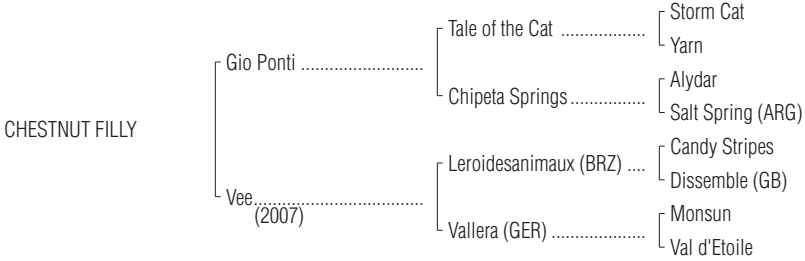 Storm Cat
Tale of the Cat ..................
Yarn
Gio Ponti ..........................
Alydar
Chipeta Springs................
Salt Spring (ARG)
CHESTNUT FILLY
Candy Stripes
Leroidesanimaux (BRZ) ....
Dissemble (GB)
Vee....................................
(2007)
Monsun
Vallera (GER) ....................
Val d'Etoile